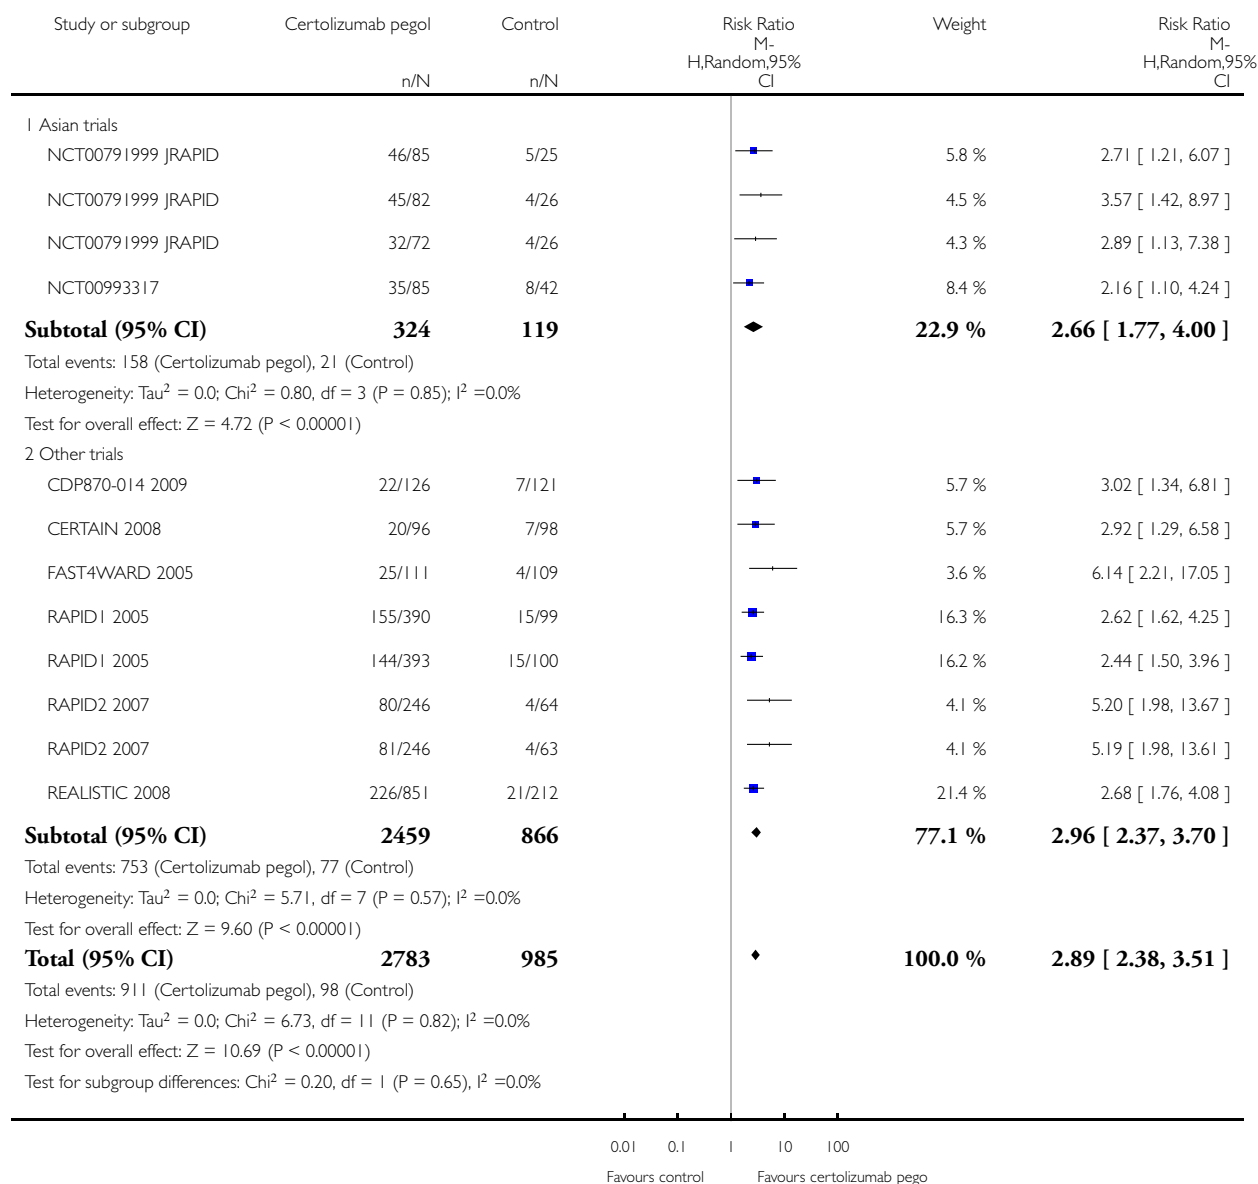 Study or subgroup Certolizumab pegol Control Risk Ratio Weight Risk Ratio
M- M-
H,Random,95% H,Random,95%
n/N n/N CI CI
1 Asian trials
NCT00791999 JRAPID 46/85 5/25 5.8 % 2.71 [ 1.21, 6.07 ]
NCT00791999 JRAPID 45/82 4/26 4.5 % 3.57 [ 1.42, 8.97 ]
NCT00791999 JRAPID 32/72 4/26 4.3 % 2.89 [ 1.13, 7.38 ]
NCT00993317 35/85 8/42 8.4 % 2.16 [ 1.10, 4.24 ]
Subtotal (95% CI) 324 119 22.9 % 2.66 [ 1.77, 4.00 ]
Total events: 158 (Certolizumab pegol), 21 (Control)
Heterogeneity: Tau² = 0.0; Chi² = 0.80, df = 3 (P = 0.85); I² =0.0%
Test for overall effect: Z = 4.72 (P < 0.00001)
2 Other trials
CDP870-014 2009 22/126 7/121 5.7 % 3.02 [ 1.34, 6.81 ]
CERTAIN 2008 20/96 7/98 5.7 % 2.92 [ 1.29, 6.58 ]
FAST4WARD 2005 25/111 4/109 3.6 % 6.14 [ 2.21, 17.05 ]
RAPID1 2005 155/390 15/99 16.3 % 2.62 [ 1.62, 4.25 ]
RAPID1 2005 144/393 15/100 16.2 % 2.44 [ 1.50, 3.96 ]
RAPID2 2007 80/246 4/64 4.1 % 5.20 [ 1.98, 13.67 ]
RAPID2 2007 81/246 4/63 4.1 % 5.19 [ 1.98, 13.61 ]
REALISTIC 2008 226/851 21/212 21.4 % 2.68 [ 1.76, 4.08 ]
Subtotal (95% CI) 2459 866 77.1 % 2.96 [ 2.37, 3.70 ]
Total events: 753 (Certolizumab pegol), 77 (Control)
Heterogeneity: Tau² = 0.0; Chi² = 5.71, df = 7 (P = 0.57); I² =0.0%
Test for overall effect: Z = 9.60 (P < 0.00001)
Total (95% CI) 2783 985 100.0 % 2.89 [ 2.38, 3.51 ]
Total events: 911 (Certolizumab pegol), 98 (Control)
Heterogeneity: Tau² = 0.0; Chi² = 6.73, df = 11 (P = 0.82); I² =0.0%
Test for overall effect: Z = 10.69 (P < 0.00001)
Test for subgroup differences: Chi² = 0.20, df = 1 (P = 0.65), I² =0.0%
0.01 0.1 1 10 100
Favours control Favours certolizumab pego